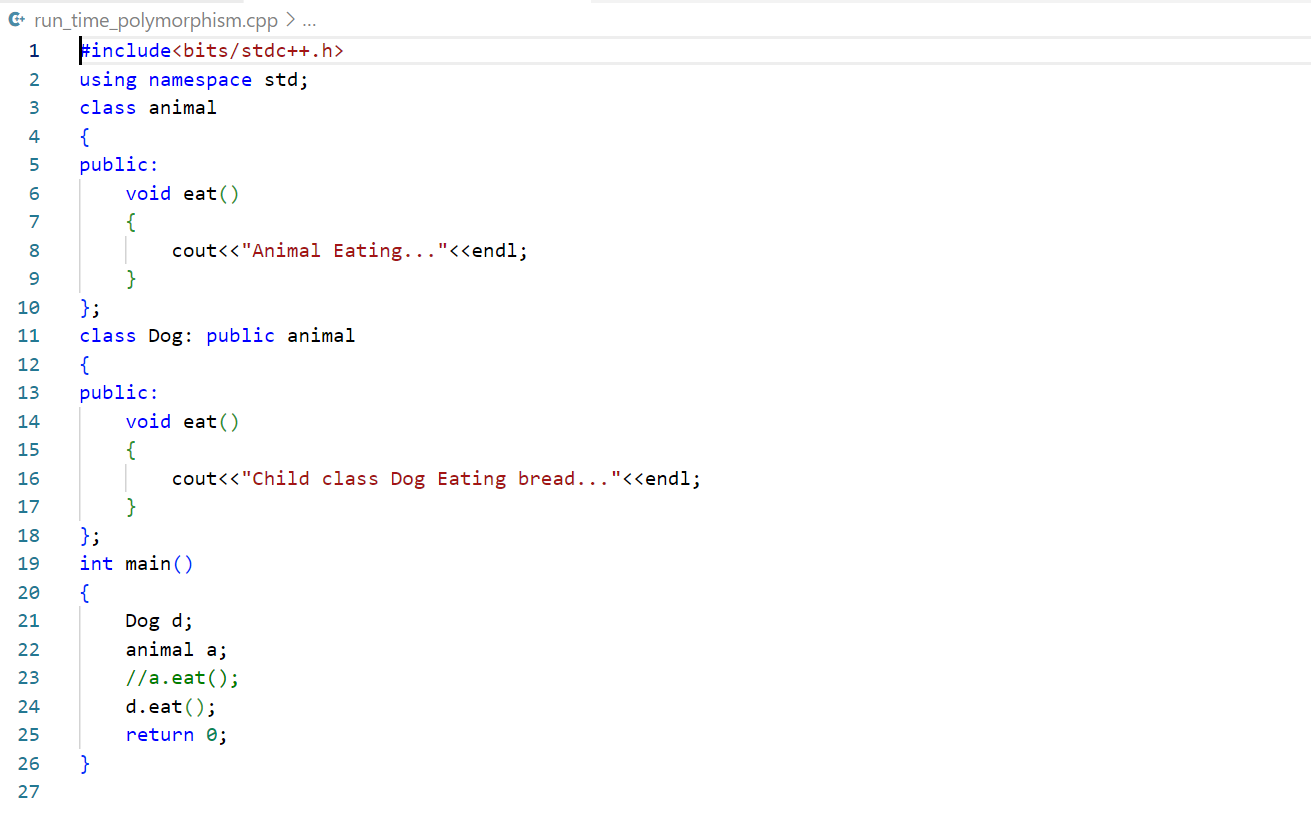 run_time_polymorphism.cpp > ...
1 #include<bits/stdc++.h>
2 using namespace std;
3 class animal
4 {
5 public:
6     void eat()
7     {
8         cout<<"Animal Eating..."<<endl;
9     }
10 };
11 class Dog: public animal
12 {
13 public:
14     void eat()
15     {
16         cout<<"Child class Dog Eating bread..."<<endl;
17     }
18 };
19 int main()
20 {
21     Dog d;
22     animal a;
23     //a.eat();
24     d.eat();
25     return 0;
26 }
27